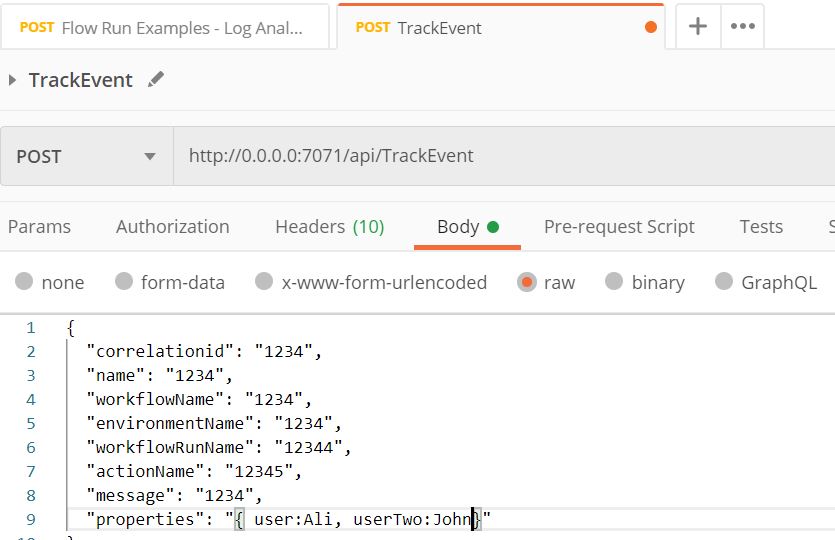 POST Flow Run Examples - Log Anal... POST TrackEvent + •••
TrackEvent
POST http://0.0.0.0:7071/api/TrackEvent
Params Authorization Headers (10) Body Pre-request Script Tests
none form-data x-www-form-urlencoded raw binary GraphQL
1 {
2 "correlationid": "1234",
3 "name": "1234",
4 "workflowName": "1234",
5 "environmentName": "1234",
6 "workflowRunName": "12344",
7 "actionName": "12345",
8 "message": "1234",
9 "properties": "{ user:Ali, userTwo:John}"